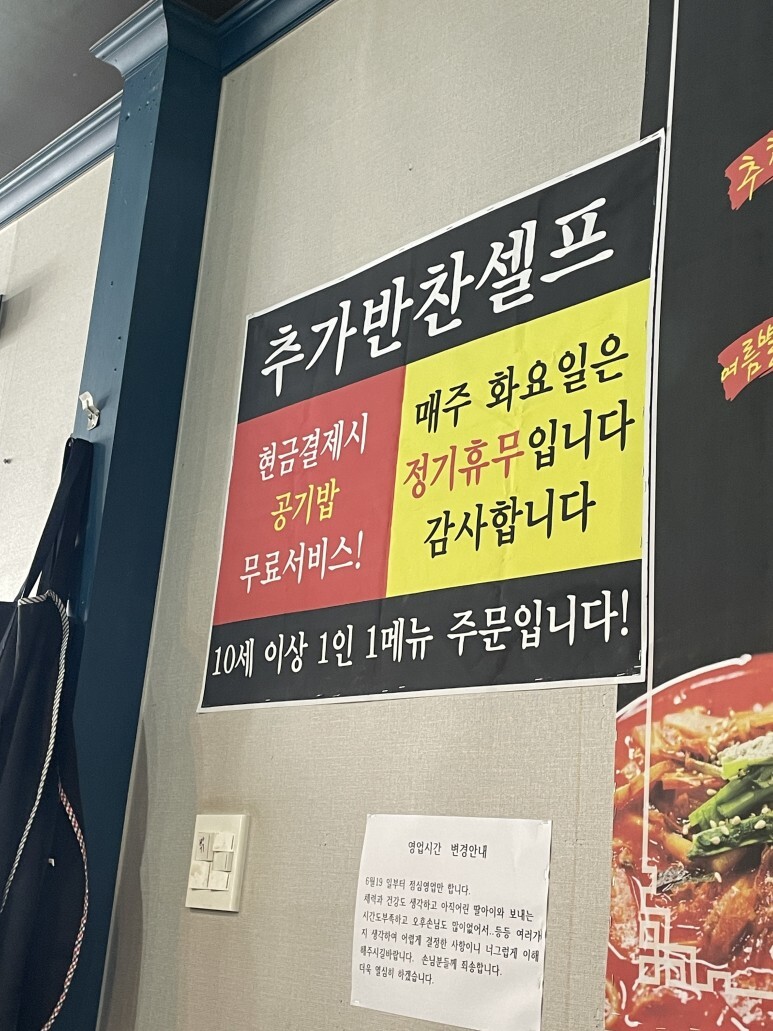 추가반찬셀프
현금결제시
공기밥
무료서비스!
매주 화요일은
정기휴무입니다
감사합니다
10세 이상 1인 1메뉴 주문입니다!
영업시간 변경안내
6월19 일부터 점심영업만 합니다.
체력과 건강도 생각하고 아직어린 딸아이와 보내는
시간도부족하고 오후손님도 많이없어서..등등 여러가
지 생각하여 어렵게 결정한 사항이니 너그럽게 이해
해주시길바랍니다. 손님분들께 죄송합니다.
더욱 열심히 하겠습니다.
추
여름